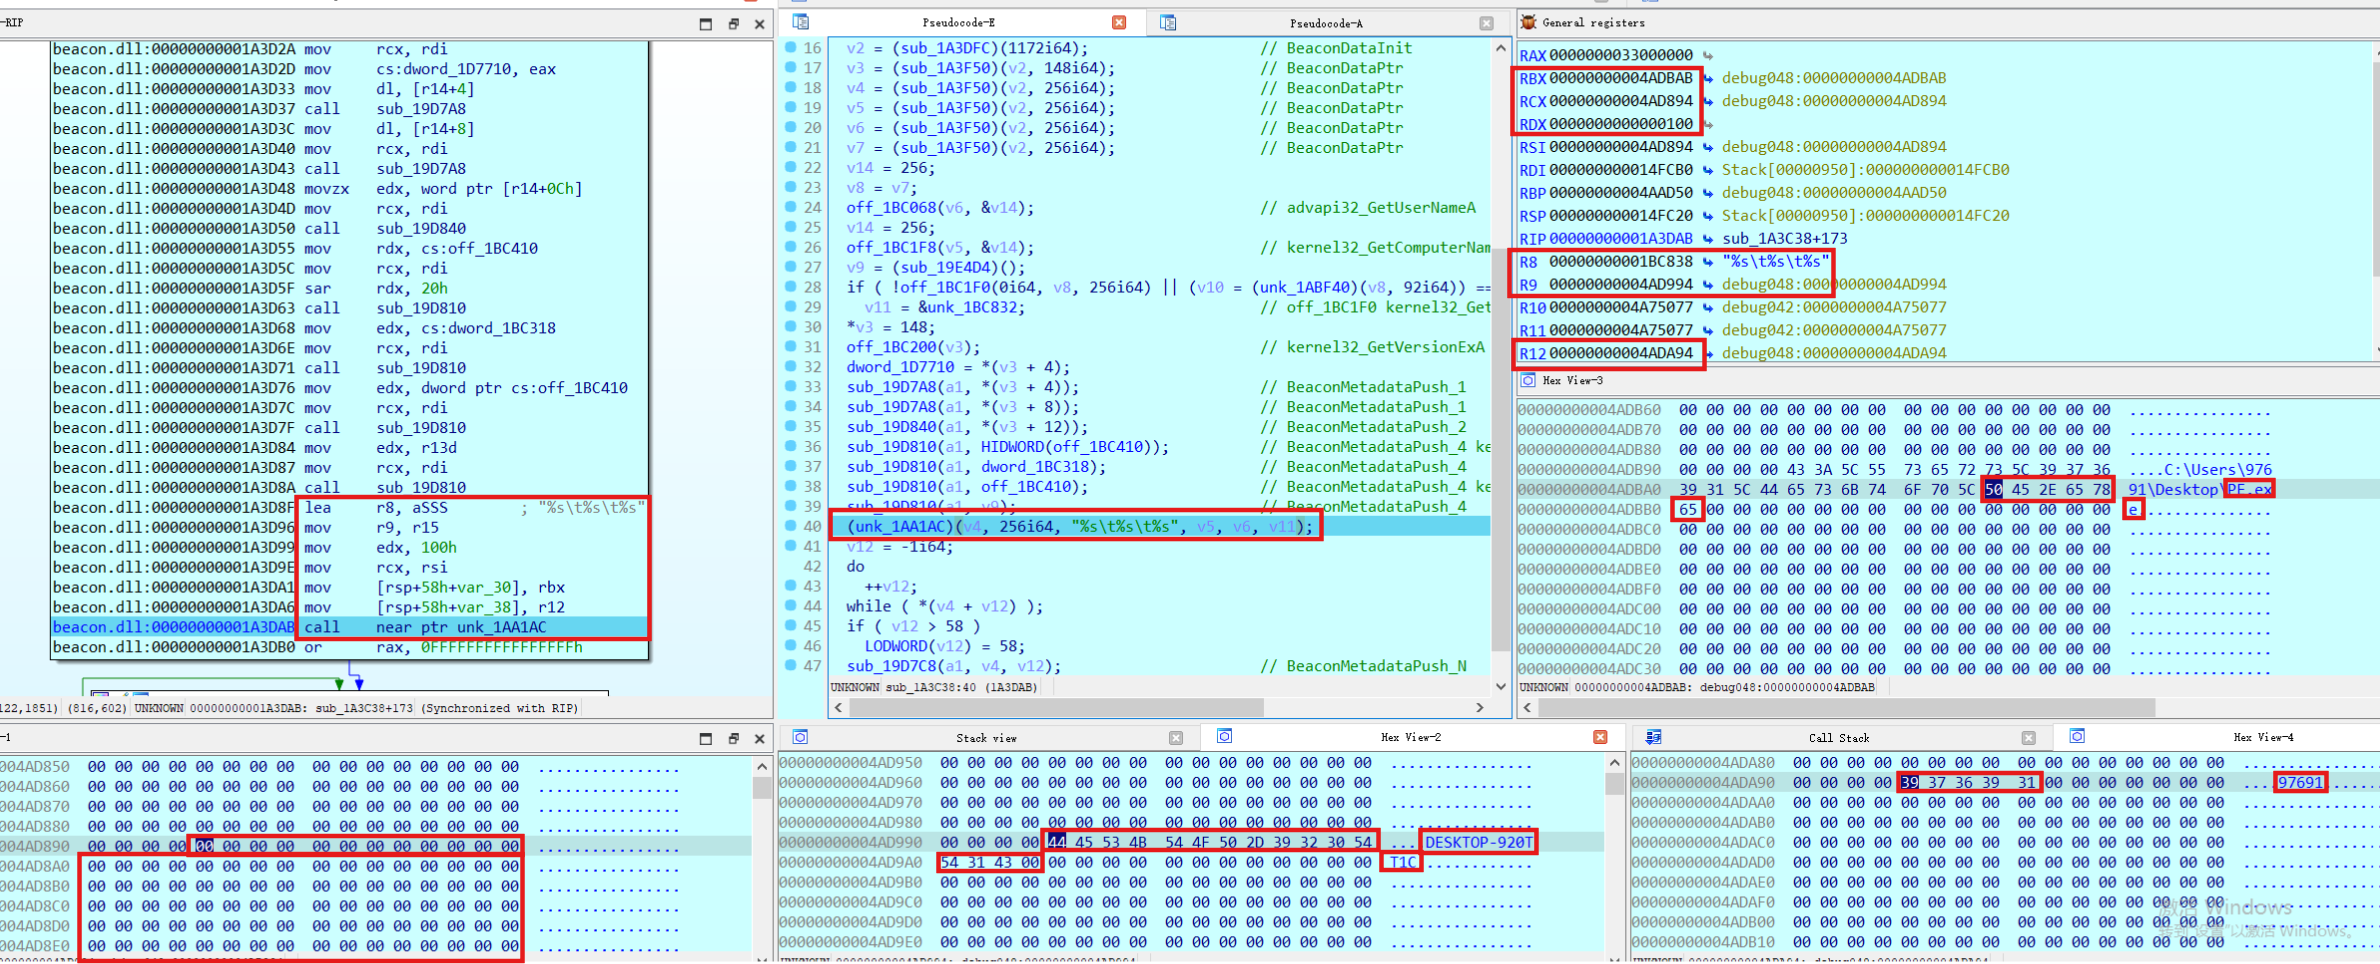 -RIP
beacon.dll:00000000001A3D2A mov rcx, rdi
beacon.dll:00000000001A3D2D mov cs:dword_1D7710, eax
beacon.dll:00000000001A3D33 mov dl, [r14+4]
beacon.dll:00000000001A3D37 call sub_19D7A8
beacon.dll:00000000001A3D3C mov dl, [r14+8]
beacon.dll:00000000001A3D40 mov rcx, rdi
beacon.dll:00000000001A3D43 call sub_19D7A8
beacon.dll:00000000001A3D48 movzx edx, word ptr [r14+0Ch]
beacon.dll:00000000001A3D4D mov rcx, rdi
beacon.dll:00000000001A3D50 call sub_19D840
beacon.dll:00000000001A3D55 mov rdx, cs:off_1BC410
beacon.dll:00000000001A3D5C mov rcx, rdi
beacon.dll:00000000001A3D5F sar rdx, 20h
beacon.dll:00000000001A3D63 call sub_19D810
beacon.dll:00000000001A3D68 mov edx, cs:dword_1BC318
beacon.dll:00000000001A3D6E mov rcx, rdi
beacon.dll:00000000001A3D71 call sub_19D810
beacon.dll:00000000001A3D76 mov edx, dword ptr cs:off_1BC410
beacon.dll:00000000001A3D7C mov rcx, rdi
beacon.dll:00000000001A3D7F call sub_19D810
beacon.dll:00000000001A3D84 mov edx, r13d
beacon.dll:00000000001A3D87 mov rcx, rdi
beacon.dll:00000000001A3D8A call sub_19D810
beacon.dll:00000000001A3D8F lea r8, aSSS ; "%s\t%s\t%s"
beacon.dll:00000000001A3D96 mov r9, r15
beacon.dll:00000000001A3D99 mov edx, 100h
beacon.dll:00000000001A3D9E mov rcx, rsi
beacon.dll:00000000001A3DA1 mov [rsp+58h+var_30], rbx
beacon.dll:00000000001A3DA6 mov [rsp+58h+var_38], r12
beacon.dll:00000000001A3DAB call near ptr unk_1AA1AC
beacon.dll:00000000001A3DB0 or rax, 0FFFFFFFFFFFFFFFFh
122,1851) (816,602) UNKNOWN 00000000001A3DAB: sub_1A3C38+173 (Synchronized with RIP)
Pseudocode-E
Pseudocode-A
16 v2 = (sub_1A3DFC)(1172i64); // BeaconDataInit
17 v3 = (sub_1A3F50)(v2, 148i64); // BeaconDataPtr
18 v4 = (sub_1A3F50)(v2, 256i64); // BeaconDataPtr
19 v5 = (sub_1A3F50)(v2, 256i64); // BeaconDataPtr
20 v6 = (sub_1A3F50)(v2, 256i64); // BeaconDataPtr
21 v7 = (sub_1A3F50)(v2, 256i64); // BeaconDataPtr
22 v14 = 256;
23 v8 = v7;
24 off_1BC068(v6, &v14); // advapi32_GetUserNameA
25 v14 = 256;
26 off_1BC1F8(v5, &v14); // kernel32_GetComputerNam
27 v9 = (sub_19E4D4)();
28 if ( !off_1BC1F0(0i64, v8, 256i64) || (v10 = (unk_1ABF40)(v8, 92i64)) ==
29 v11 = &unk_1BC832; // off_1BC1F0 kernel32_Get
30 *v3 = 148;
31 off_1BC200(v3); // kernel32_GetVersionExA
32 dword_1D7710 = *(v3 + 4);
33 sub_19D7A8(a1, *(v3 + 4)); // BeaconMetadataPush_1
34 sub_19D7A8(a1, *(v3 + 8)); // BeaconMetadataPush_1
35 sub_19D840(a1, *(v3 + 12)); // BeaconMetadataPush_2
36 sub_19D810(a1, HIDWORD(off_1BC410)); // BeaconMetadataPush_4 ke
37 sub_19D810(a1, dword_1BC318); // BeaconMetadataPush_4
38 sub_19D810(a1, off_1BC410); // BeaconMetadataPush_4 ke
39 sub_19D810(a1, v9); // BeaconMetadataPush_4
40 (unk_1AA1AC)(v4, 256i64, "%s\t%s\t%s", v5, v6, v11);
41 v12 = -1i64;
42 do
43 ++v12;
44 while ( *(v4 + v12) );
45 if ( v12 > 58 )
46 LODWORD(v12) = 58;
47 sub_19D7C8(a1, v4, v12); // BeaconMetadataPush_N
UNKNOWN sub_1A3C38:40 (1A3DAB)
General registers
RAX 0000000033000000
RBX 00000000004ADBAB debug048:00000000004ADBAB
RCX 00000000004AD894 debug048:00000000004AD894
RDX 0000000000000100
RSI 00000000004AD894 debug048:00000000004AD894
RDI 000000000014FCB0 Stack[00000950]:000000000014FCB0
RBP 00000000004AAD50 debug048:00000000004AAD50
RSP 000000000014FC20 Stack[00000950]:000000000014FC20
RIP 00000000001A3DAB sub_1A3C38+173
R8 00000000001BC838 "%s\t%s\t%s"
R9 00000000004AD994 debug048:00000000004AD994
R10 0000000004A75077 debug042:0000000004A75077
R11 0000000004A75077 debug042:0000000004A75077
R12 00000000004ADA94 debug048:00000000004ADA94
Hex View-3
00000000004ADB60 00 00 00 00 00 00 00 00 00 00 00 00 00 00 00 00 ................
00000000004ADB70 00 00 00 00 00 00 00 00 00 00 00 00 00 00 00 00 ................
00000000004ADB80 00 00 00 00 00 00 00 00 00 00 00 00 00 00 00 00 ................
00000000004ADB90 00 00 00 00 43 3A 5C 55 73 65 72 73 5C 39 37 36 ....C:\Users\976
00000000004ADBA0 39 31 5C 44 65 73 6B 74 6F 70 5C 50 45 2E 65 78 91\Desktop\PE.ex
00000000004ADBB0 65 00 00 00 00 00 00 00 00 00 00 00 00 00 00 00 e...............
00000000004ADBC0 00 00 00 00 00 00 00 00 00 00 00 00 00 00 00 00 ................
00000000004ADBD0 00 00 00 00 00 00 00 00 00 00 00 00 00 00 00 00 ................
00000000004ADBE0 00 00 00 00 00 00 00 00 00 00 00 00 00 00 00 00 ................
00000000004ADBF0 00 00 00 00 00 00 00 00 00 00 00 00 00 00 00 00 ................
00000000004ADC00 00 00 00 00 00 00 00 00 00 00 00 00 00 00 00 00 ................
00000000004ADC10 00 00 00 00 00 00 00 00 00 00 00 00 00 00 00 00 ................
00000000004ADC20 00 00 00 00 00 00 00 00 00 00 00 00 00 00 00 00 ................
00000000004ADC30 00 00 00 00 00 00 00 00 00 00 00 00 00 00 00 00 ................
UNKNOWN 00000000004ADBAB: debug048:00000000004ADBAB
-1
004AD850 00 00 00 00 00 00 00 00 00 00 00 00 00 00 00 00 ................
004AD860 00 00 00 00 00 00 00 00 00 00 00 00 00 00 00 00 ................
004AD870 00 00 00 00 00 00 00 00 00 00 00 00 00 00 00 00 ................
004AD880 00 00 00 00 00 00 00 00 00 00 00 00 00 00 00 00 ................
004AD890 00 00 00 00 00 00 00 00 00 00 00 00 00 00 00 00 ................
004AD8A0 00 00 00 00 00 00 00 00 00 00 00 00 00 00 00 00 ................
004AD8B0 00 00 00 00 00 00 00 00 00 00 00 00 00 00 00 00 ................
004AD8C0 00 00 00 00 00 00 00 00 00 00 00 00 00 00 00 00 ................
004AD8D0 00 00 00 00 00 00 00 00 00 00 00 00 00 00 00 00 ................
004AD8E0 00 00 00 00 00 00 00 00 00 00 00 00 00 00 00 00 ................
Stack view
Hex View-2
00000000004AD950 00 00 00 00 00 00 00 00 00 00 00 00 00 00 00 00 ................
00000000004AD960 00 00 00 00 00 00 00 00 00 00 00 00 00 00 00 00 ................
00000000004AD970 00 00 00 00 00 00 00 00 00 00 00 00 00 00 00 00 ................
00000000004AD980 00 00 00 00 00 00 00 00 00 00 00 00 00 00 00 00 ................
00000000004AD990 00 00 00 00 44 45 53 4B 54 4F 50 2D 39 32 30 54 ....DESKTOP-920T
00000000004AD9A0 54 31 43 00 00 00 00 00 00 00 00 00 00 00 00 00 T1C.............
00000000004AD9B0 00 00 00 00 00 00 00 00 00 00 00 00 00 00 00 00 ................
00000000004AD9C0 00 00 00 00 00 00 00 00 00 00 00 00 00 00 00 00 ................
00000000004AD9D0 00 00 00 00 00 00 00 00 00 00 00 00 00 00 00 00 ................
00000000004AD9E0 00 00 00 00 00 00 00 00 00 00 00 00 00 00 00 00 ................
Call Stack
Hex View-4
00000000004ADA80 00 00 00 00 00 00 00 00 00 00 00 00 00 00 00 00 ................
00000000004ADA90 00 00 00 00 39 37 36 39 31 00 00 00 00 00 00 00 ....97691
00000000004ADAA0 00 00 00 00 00 00 00 00 00 00 00 00 00 00 00 00 ................
00000000004ADAB0 00 00 00 00 00 00 00 00 00 00 00 00 00 00 00 00 ................
00000000004ADAC0 00 00 00 00 00 00 00 00 00 00 00 00 00 00 00 00 ................
00000000004ADAD0 00 00 00 00 00 00 00 00 00 00 00 00 00 00 00 00 ................
00000000004ADAE0 00 00 00 00 00 00 00 00 00 00 00 00 00 00 00 00 ................
00000000004ADAF0 00 00 00 00 00 00 00 00 00 00 00 00 00 00 00 00 ................
00000000004ADB00 00 00 00 00 00 00 00 00 00 00 00 00 00 00 00 00 ................
00000000004ADB10 00 00 00 00 00 00 00 00 00 00 00 00 00 00 00 00 ................
激活 Windows
转到"设置"以激活 Windows。